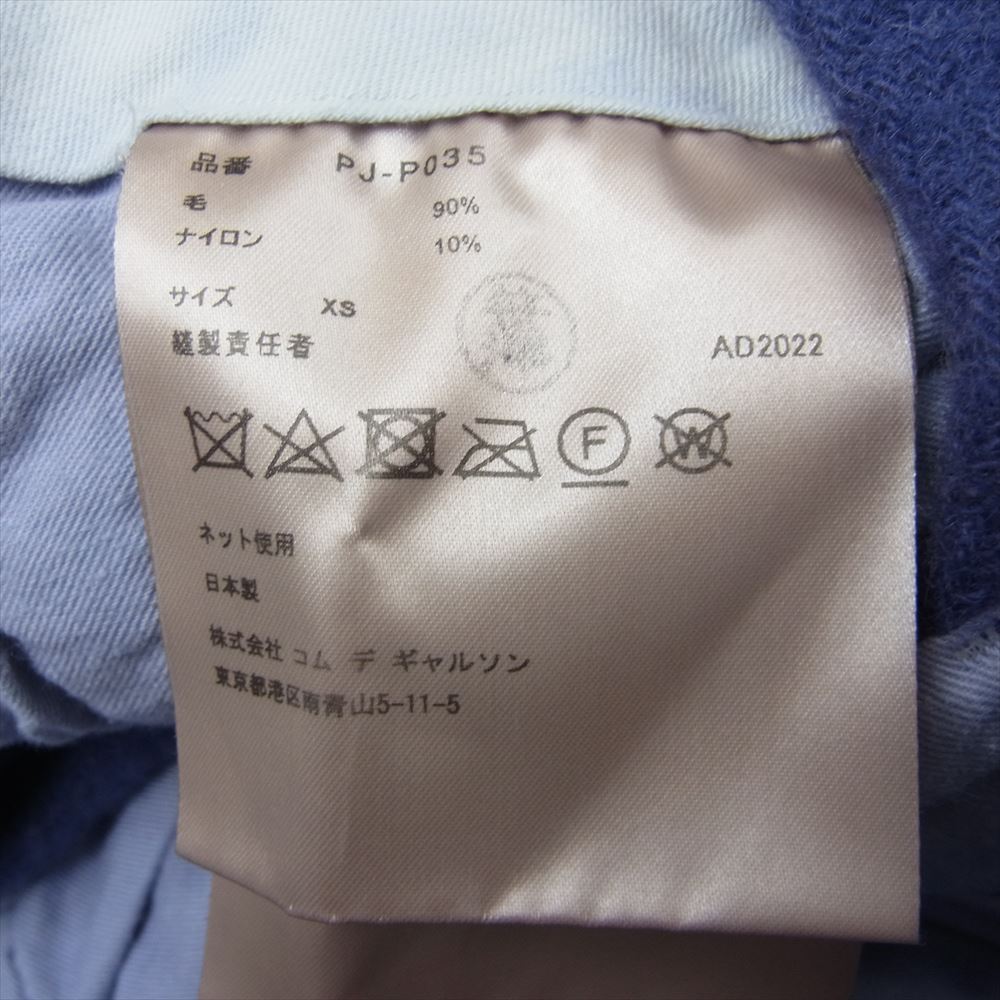 品番 PJ-P035
毛 90%
ナイロン 10%
サイズ XS
縫製責任者 AD2022
F W
ネット使用
日本製
株式会社 コム デ ギャルソン
東京都港区南青山5-11-5